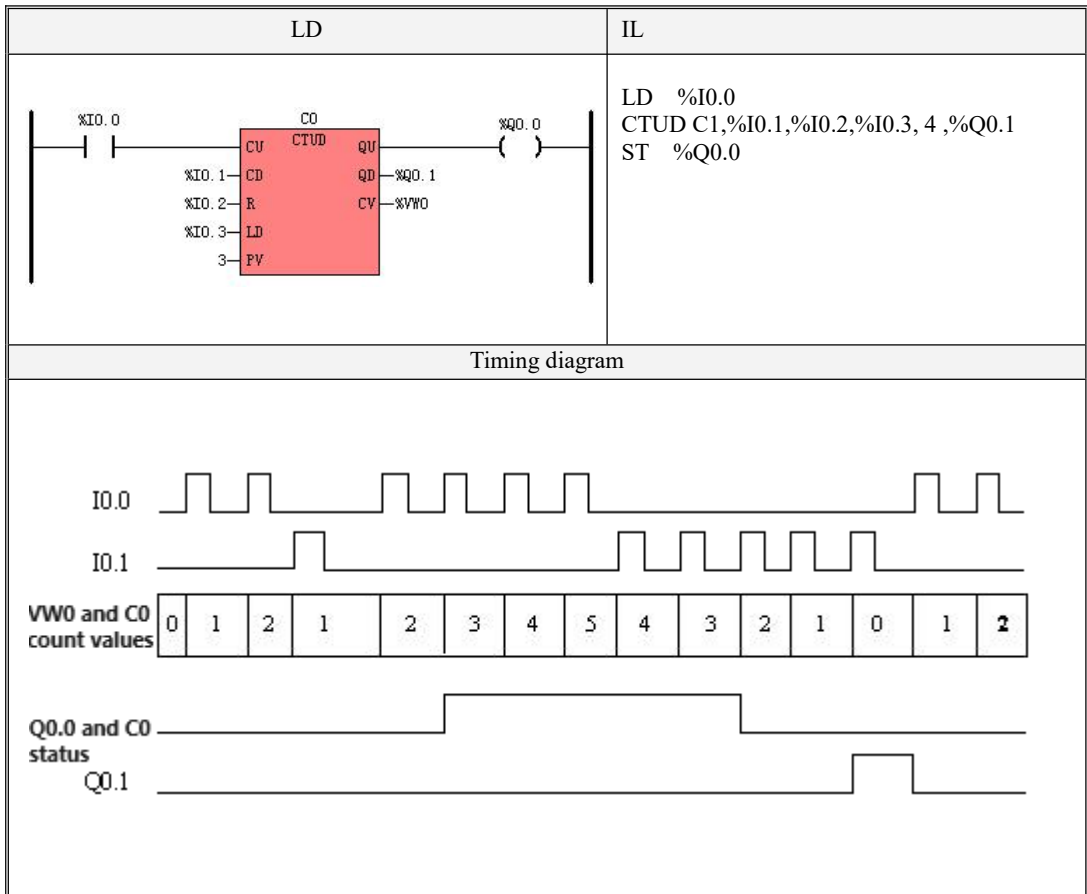 LD
IL
%I0.0
C0
CTUD
%Q0.0
CU
QU
%I0.1
CD
QD
%Q0.1
%I0.2
R
CV
%VW0
%I0.3
LD
3
PV
LD %I0.0
CTUD C1,%I0.1,%I0.2,%I0.3, 4 ,%Q0.1
ST %Q0.0
Timing diagram
I0.0
I0.1
VW0 and C0
count values
0 1 2 1 2 3 4 5 4 3 2 1 0 1 2
Q0.0 and C0
status
Q0.1